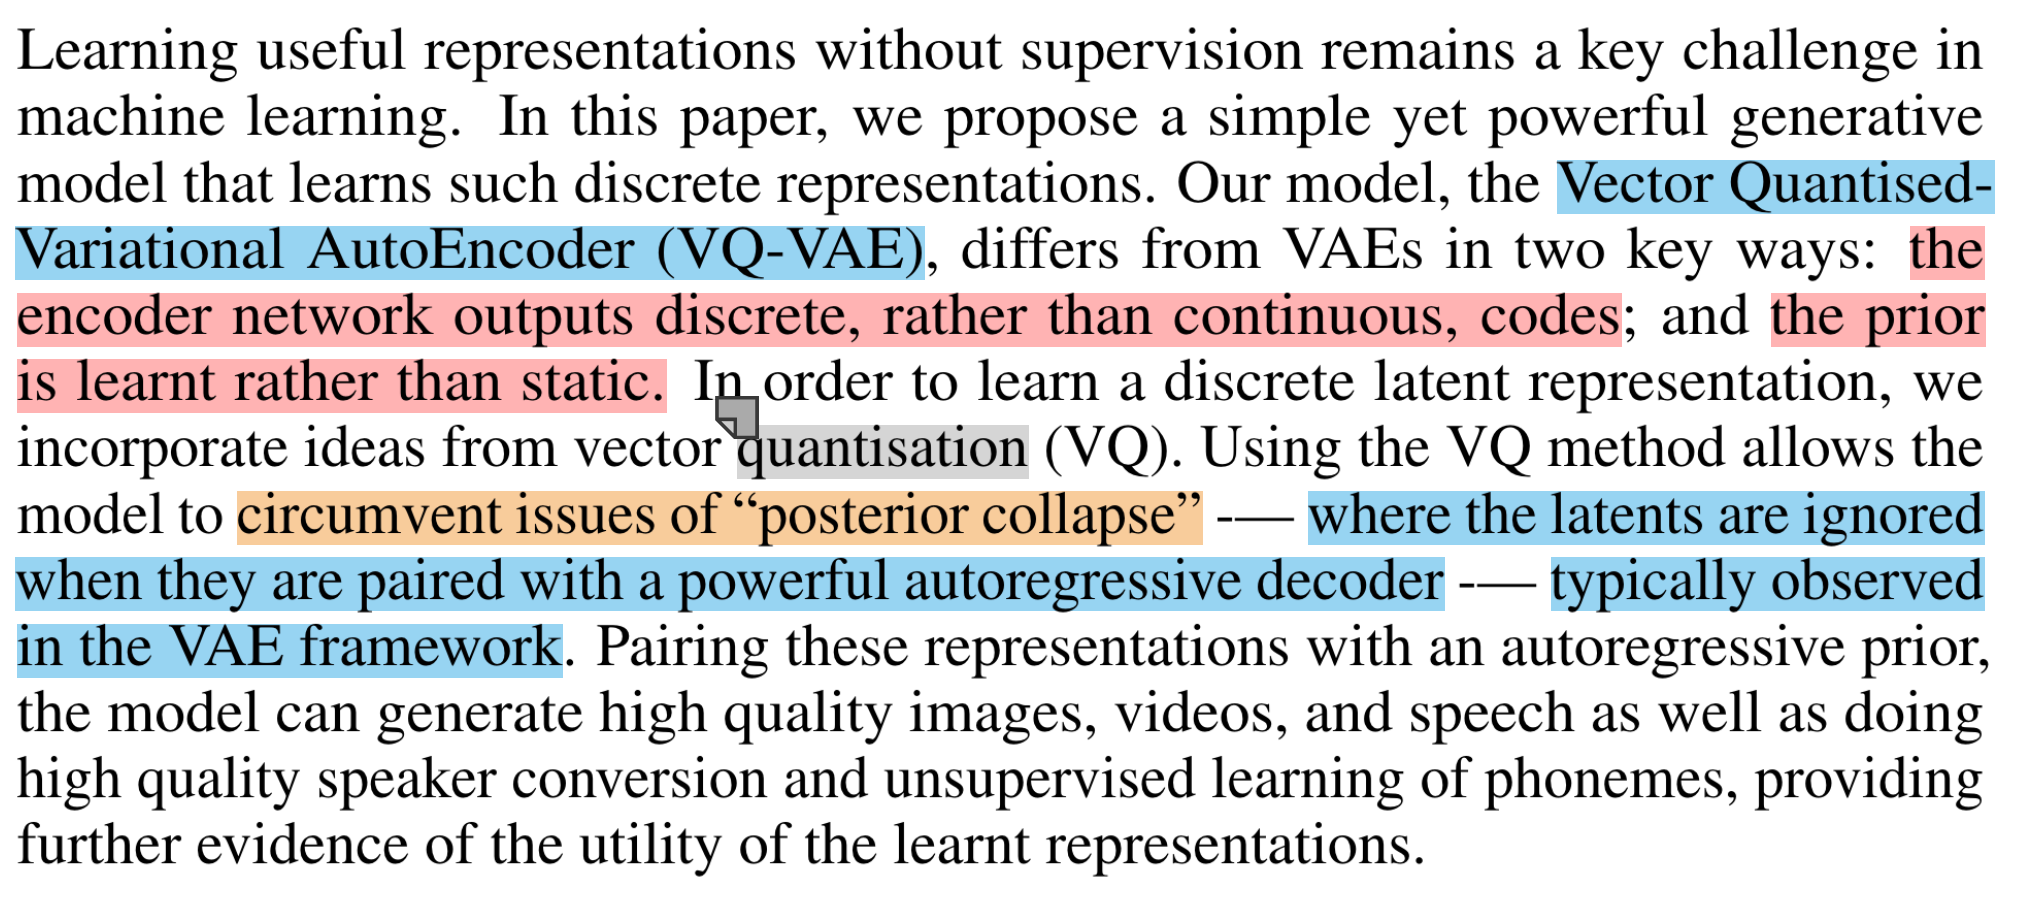 Learning useful representations without supervision remains a key challenge in
machine learning. In this paper, we propose a simple yet powerful generative
model that learns such discrete representations. Our model, the Vector Quantised-
Variational AutoEncoder (VQ-VAE), differs from VAEs in two key ways: the
encoder network outputs discrete, rather than continuous, codes; and the prior
is learnt rather than static. In order to learn a discrete latent representation, we
incorporate ideas from vector quantisation (VQ). Using the VQ method allows the
model to circumvent issues of “posterior collapse” -— where the latents are ignored
when they are paired with a powerful autoregressive decoder -— typically observed
in the VAE framework. Pairing these representations with an autoregressive prior,
the model can generate high quality images, videos, and speech as well as doing
high quality speaker conversion and unsupervised learning of phonemes, providing
further evidence of the utility of the learnt representations.